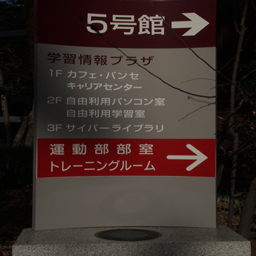 5号館
学習情報プラザ
1F カフェ・パンセ
キャリアセンター
2F 自由利用パソコン室
自由利用学習室
3F サイバーライブラリ
運動部部室
トレーニングルーム